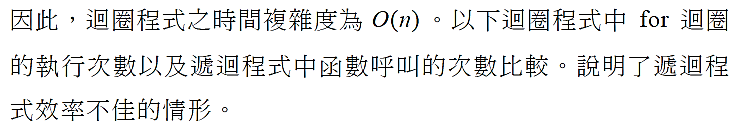 因此，迴圈程式之時間複雜度為 O(n)。以下迴圈程式中 for 迴圈
的執行次數以及遞迴程式中函數呼叫的次數比較。說明了遞迴程
式效率不佳的情形。